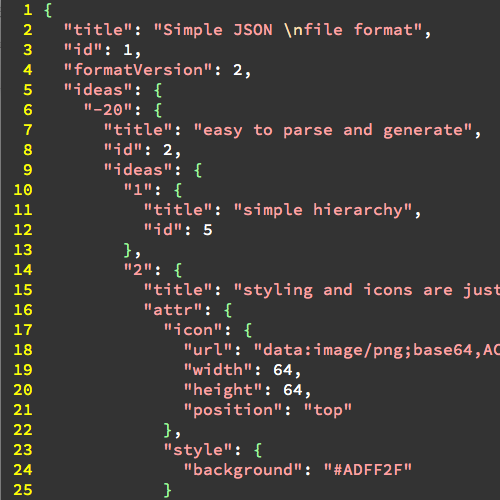 1 {
2   "title": "Simple JSON \nfile format",
3   "id": 1,
4   "formatVersion": 2,
5   "ideas": {
6     "-20": {
7       "title": "easy to parse and generate",
8       "id": 2,
9       "ideas": {
10         "1": {
11           "title": "simple hierarchy",
12           "id": 5
13         },
14         "2": {
15           "title": "styling and icons are just
16           "attr": {
17             "icon": {
18               "url": "data:image/png;base64,AC
19               "width": 64,
20               "height": 64,
21               "position": "top"
22             },
23             "style": {
24               "background": "#ADFF2F"
25             }